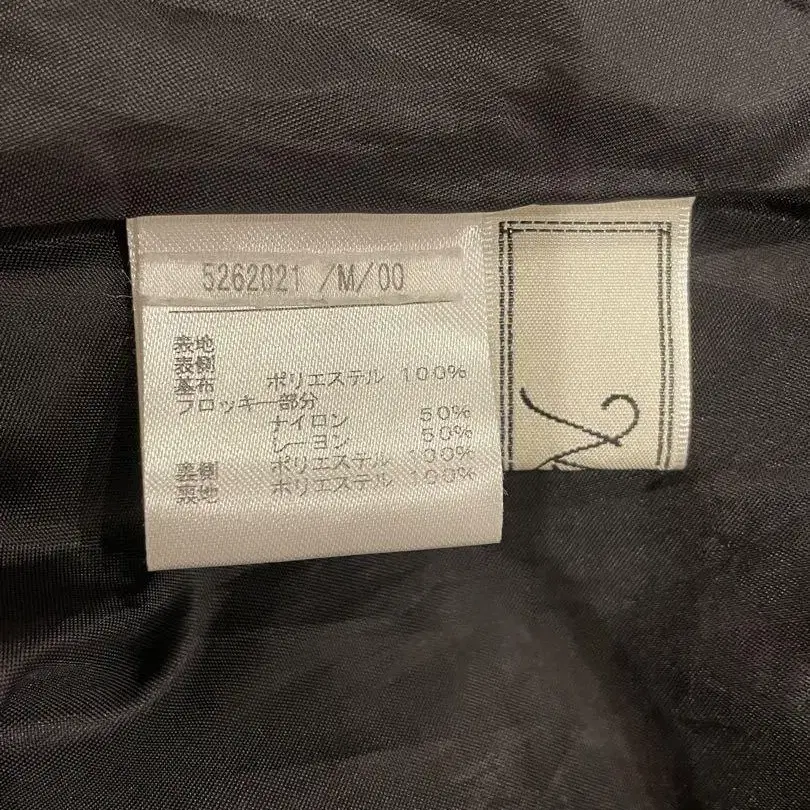 5262021 /M/00
表地
表側
基布 ポリエステル 100%
フロッキー部分
ナイロン 50%
レーヨン 50%
裏側 ポリエステル 100%
裏地 ポリエステル 100%